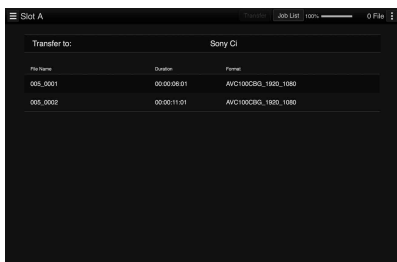 Slot A
Transfer Job List 100% 0 File
Transfer to: Sony Ci
File Name Duration Format
005_0001 00:00:06:01 AVC100CBG_1920_1080
005_0002 00:00:11:01 AVC100CBG_1920_1080